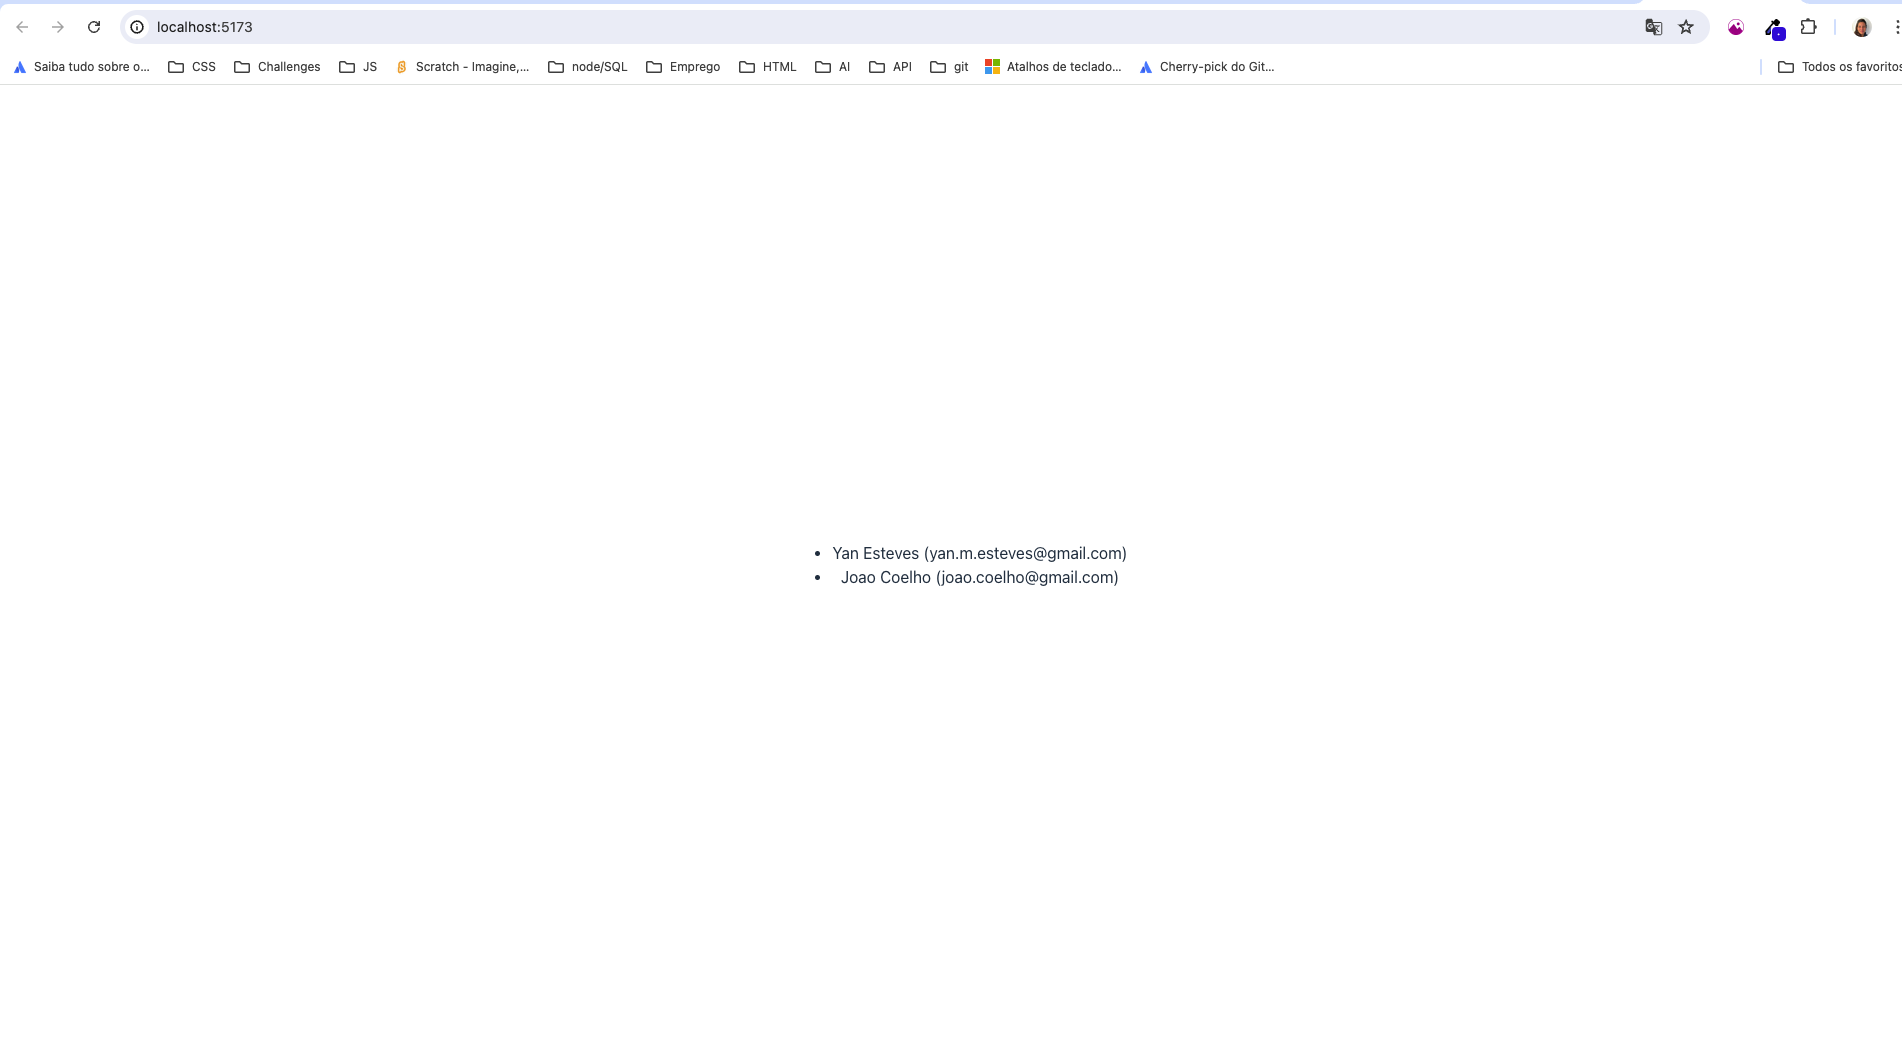 localhost:5173
Saiba tudo sobre o... CSS Challenges JS Scratch - Imagine,... node/SQL Emprego HTML AI API git Atalhos de teclado... Cherry-pick do Git... Todos os favoritos
• Yan Esteves (yan.m.esteves@gmail.com)
• Joao Coelho (joao.coelho@gmail.com)